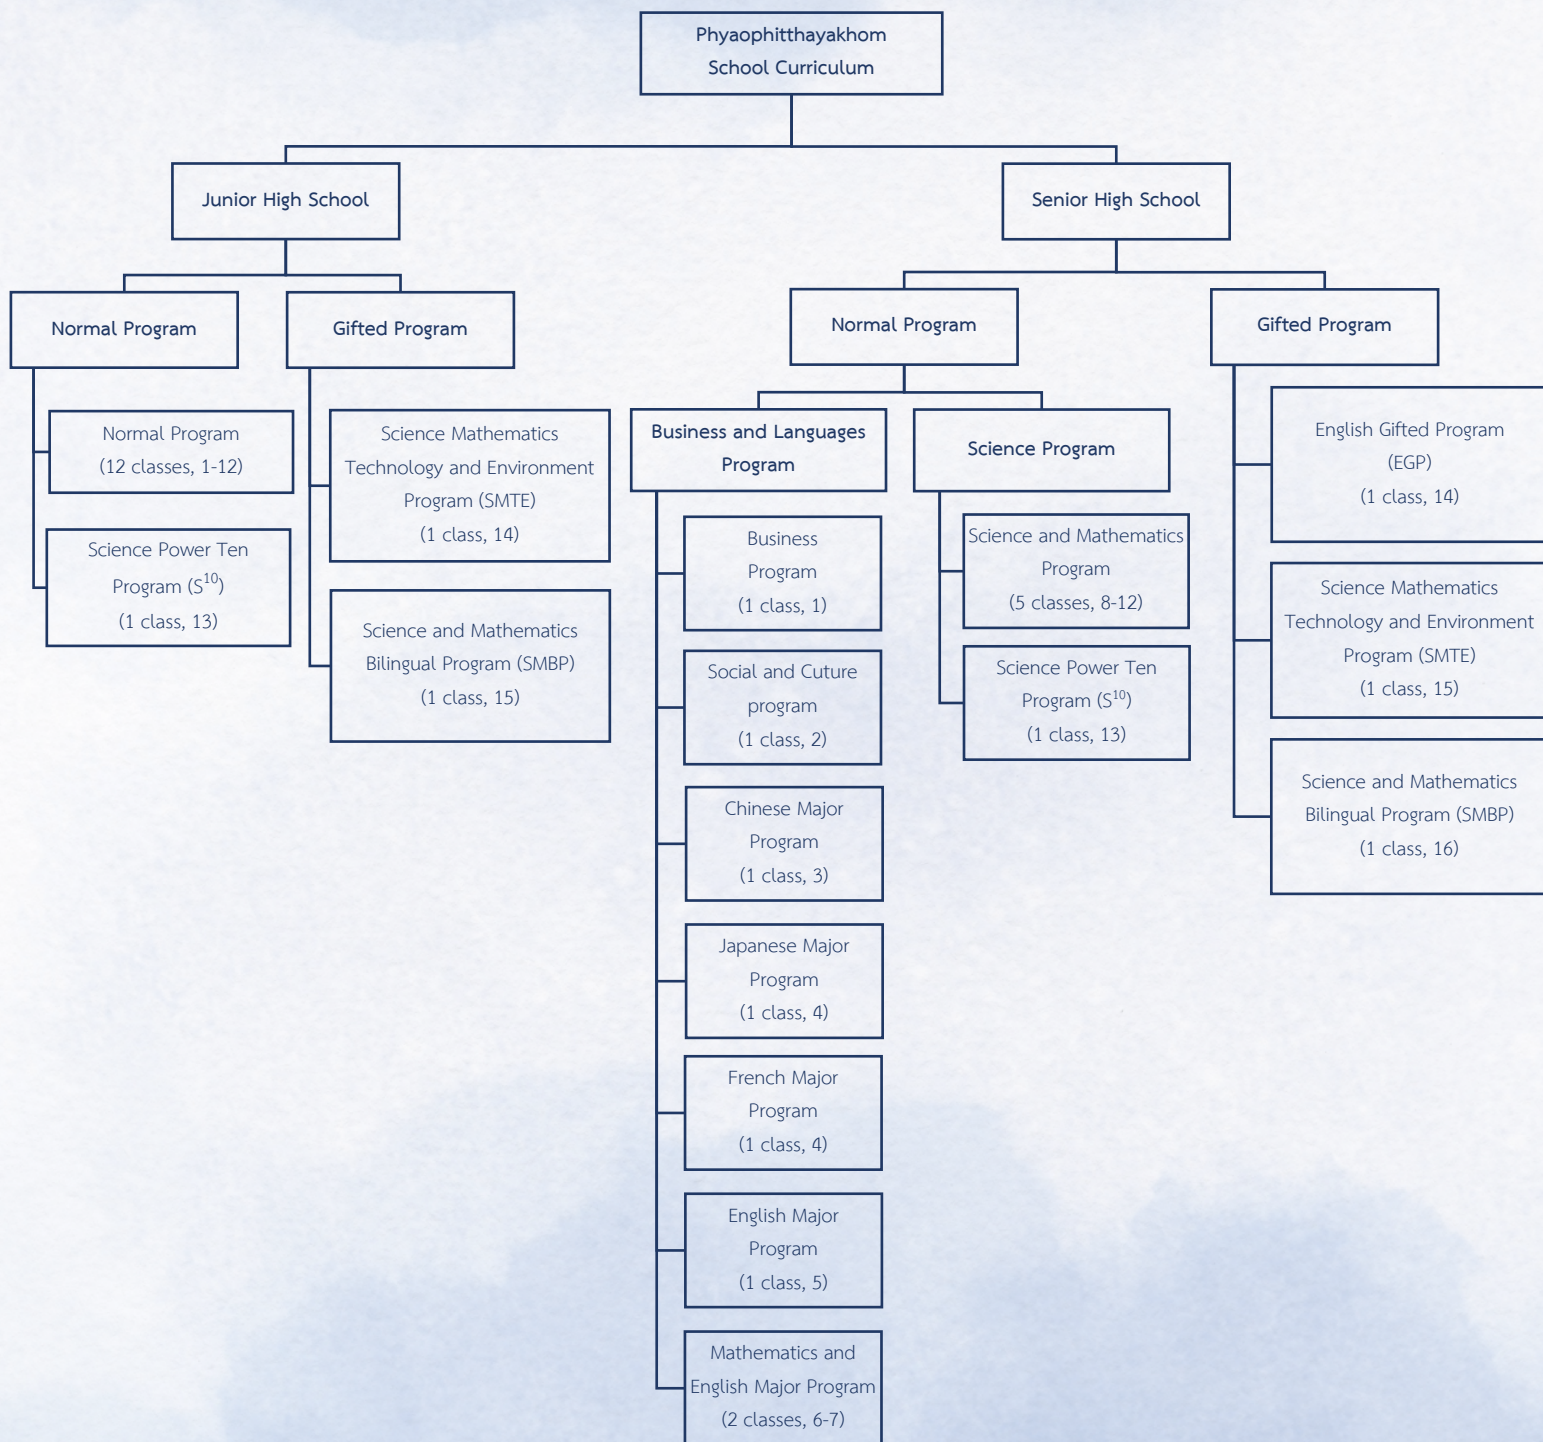 Phyaophitthayakhom
School Curriculum
Junior High School
Senior High School
Normal Program
Gifted Program
Normal Program
(12 classes, 1-12)
Science Power Ten
Program (S¹⁰)
(1 class, 13)
Science Mathematics
Technology and Environment
Program (SMTE)
(1 class, 14)
Science and Mathematics
Bilingual Program (SMBP)
(1 class, 15)
Normal Program
Gifted Program
Business and Languages
Program
Science Program
Business
Program
(1 class, 1)
Social and Cuture
program
(1 class, 2)
Chinese Major
Program
(1 class, 3)
Japanese Major
Program
(1 class, 4)
French Major
Program
(1 class, 4)
English Major
Program
(1 class, 5)
Mathematics and
English Major Program
(2 classes, 6-7)
Science and Mathematics
Program
(5 classes, 8-12)
Science Power Ten
Program (S¹⁰)
(1 class, 13)
English Gifted Program
(EGP)
(1 class, 14)
Science Mathematics
Technology and Environment
Program (SMTE)
(1 class, 15)
Science and Mathematics
Bilingual Program (SMBP)
(1 class, 16)